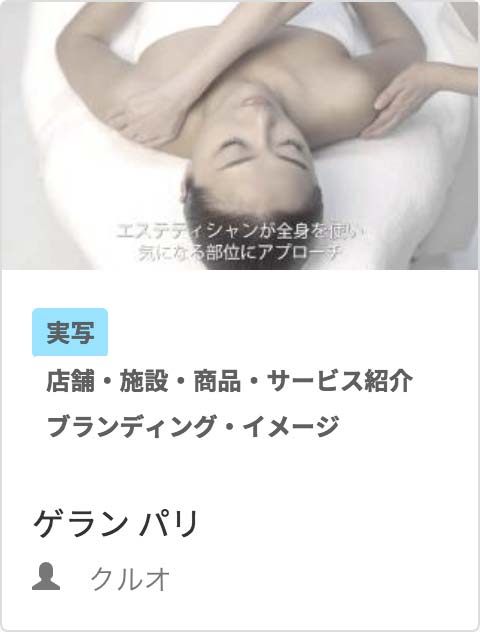 エステティシャンが全身を使い
気になる部位にアプローチ
実写
店舗・施設・商品・サービス紹介
ブランディング・イメージ
ゲラン パリ
クルオ